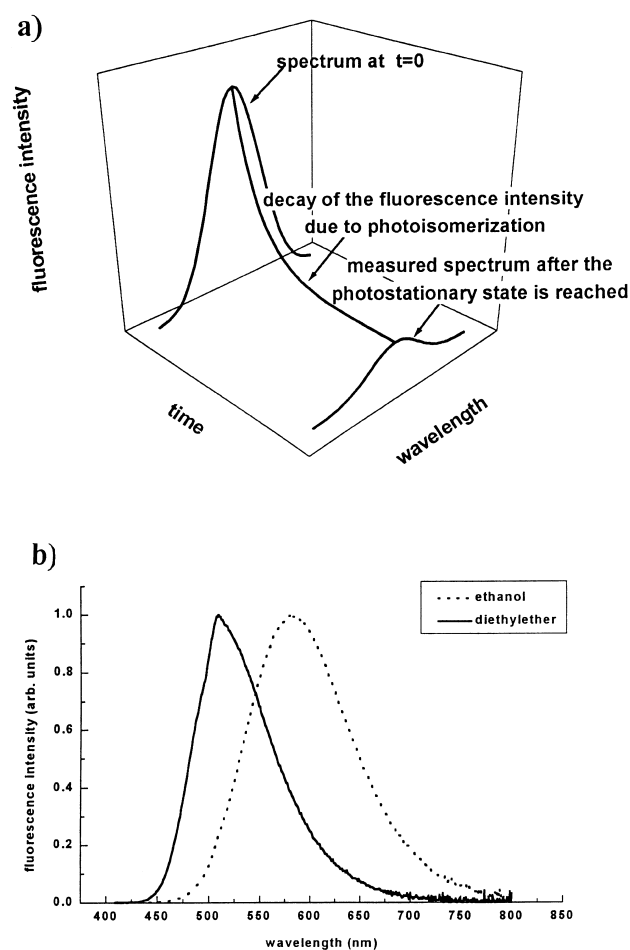 a)
spectrum at t=0
fluorescence intensity
decay of the fluorescence intensity
due to photoisomerization
measured spectrum after the
photostationary state is reached
time
wavelength
b)
ethanol
diethylether
fluorescence intensity (arb. units)
1.0
0.8
0.6
0.4
0.2
0.0
400 450 500 550 600 650 700 750 800 850
wavelength (nm)